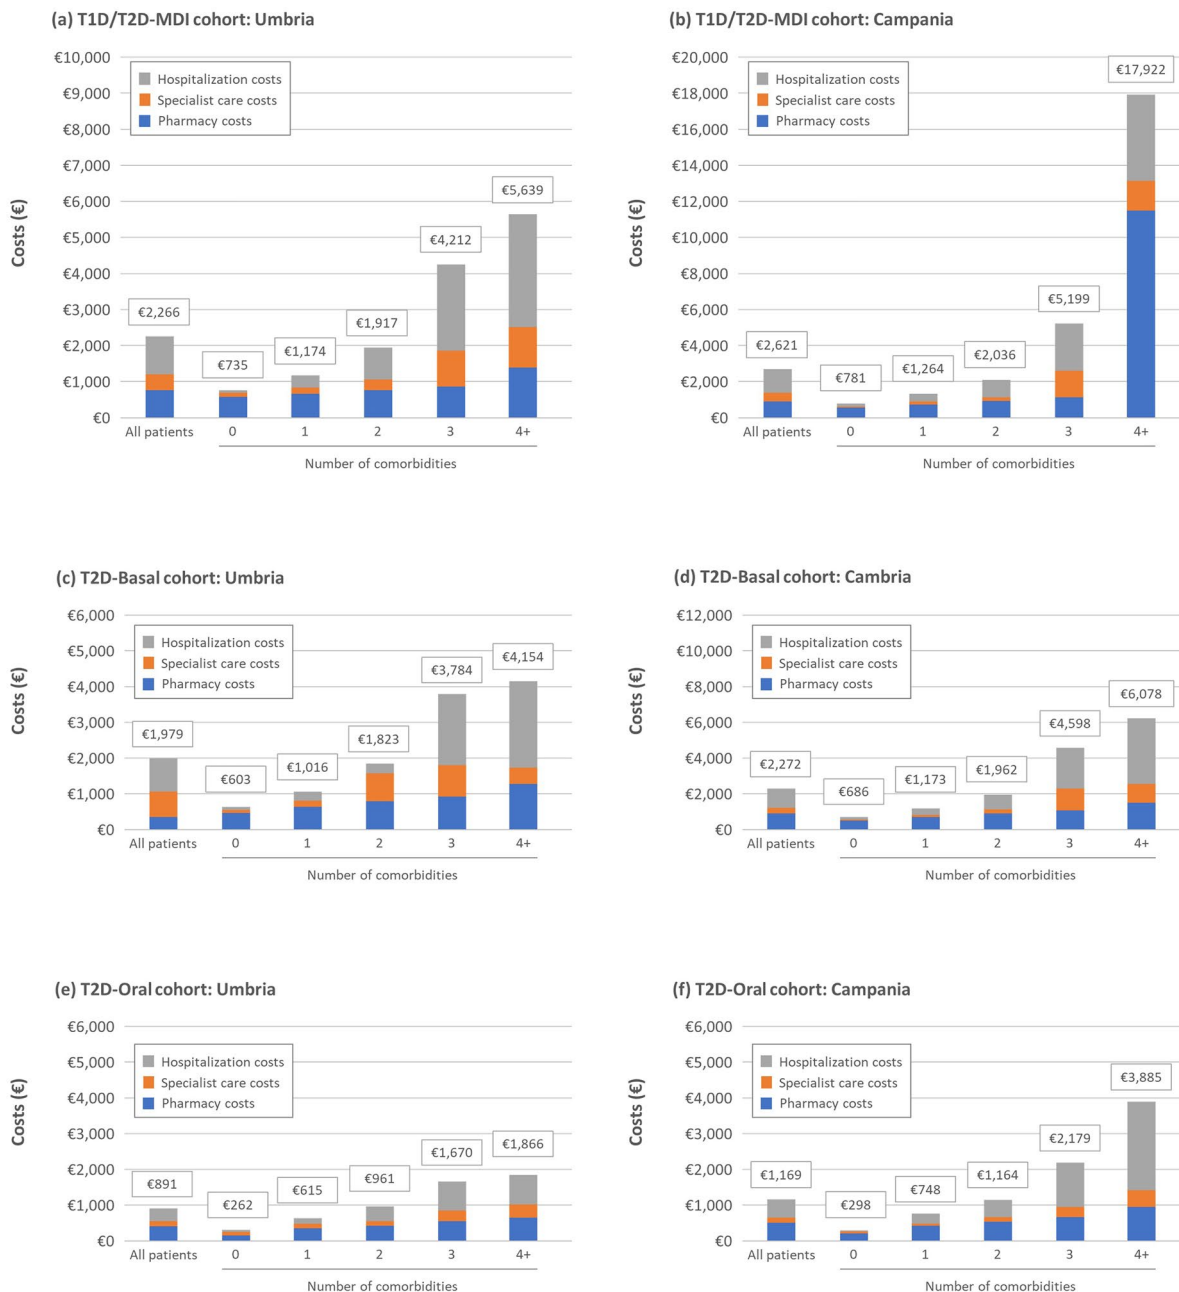 (a) T1D/T2D-MDI cohort: Umbria
€10,000
€9,000
€8,000
€7,000
€6,000
€5,000
€4,000
€3,000
€2,000
€1,000
€0
Costs (€)
Hospitalization costs
Specialist care costs
Pharmacy costs
€2,266
€735
€1,174
€1,917
€4,212
€5,639
All patients 0 1 2 3 4+
Number of comorbidities
(b) T1D/T2D-MDI cohort: Campania
€20,000
€18,000
€16,000
€14,000
€12,000
€10,000
€8,000
€6,000
€4,000
€2,000
€0
Costs (€)
Hospitalization costs
Specialist care costs
Pharmacy costs
€2,621
€781
€1,264
€2,036
€5,199
€17,922
All patients 0 1 2 3 4+
Number of comorbidities
(c) T2D-Basal cohort: Umbria
€6,000
€5,000
€4,000
€3,000
€2,000
€1,000
€0
Costs (€)
Hospitalization costs
Specialist care costs
Pharmacy costs
€1,979
€603
€1,016
€1,823
€3,784
€4,154
All patients 0 1 2 3 4+
Number of comorbidities
(d) T2D-Basal cohort: Cambria
€12,000
€10,000
€8,000
€6,000
€4,000
€2,000
€0
Costs (€)
Hospitalization costs
Specialist care costs
Pharmacy costs
€2,272
€686
€1,173
€1,962
€4,598
€6,078
All patients 0 1 2 3 4+
Number of comorbidities
(e) T2D-Oral cohort: Umbria
€6,000
€5,000
€4,000
€3,000
€2,000
€1,000
€0
Costs (€)
Hospitalization costs
Specialist care costs
Pharmacy costs
€891
€262
€615
€961
€1,670
€1,866
All patients 0 1 2 3 4+
Number of comorbidities
(f) T2D-Oral cohort: Campania
€6,000
€5,000
€4,000
€3,000
€2,000
€1,000
€0
Costs (€)
Hospitalization costs
Specialist care costs
Pharmacy costs
€1,169
€298
€748
€1,164
€2,179
€3,885
All patients 0 1 2 3 4+
Number of comorbidities